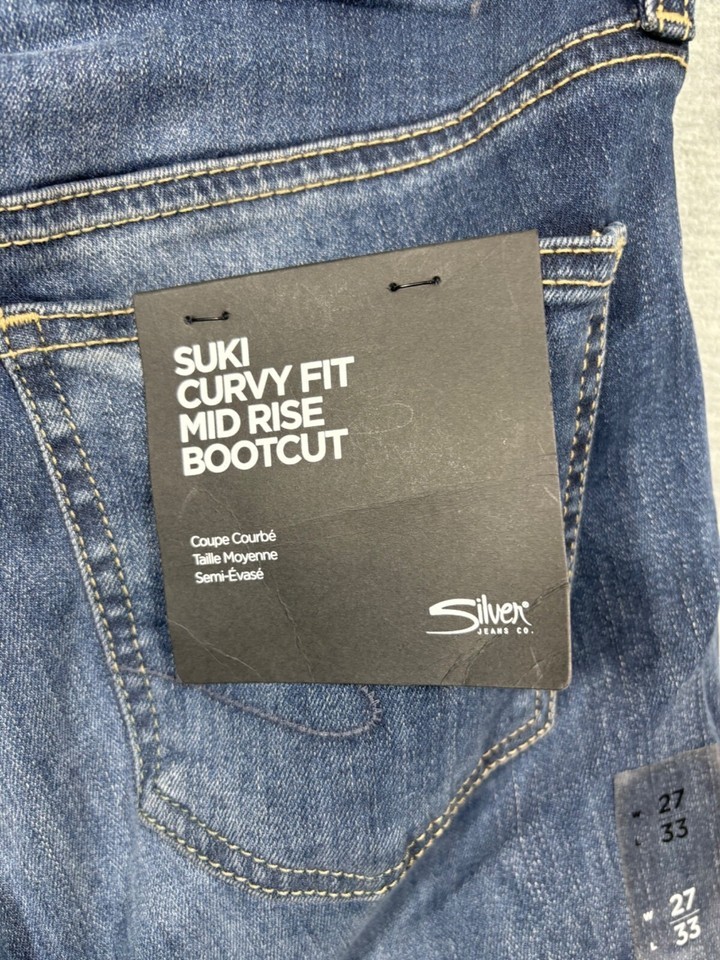 SUKI
CURVY FIT
MID RISE
BOOTCUT
Coupe Courbé
Taille Moyenne
Semi-Évasé
Silver®
JEANS CO.
W 27
L 33
W 27
L 33